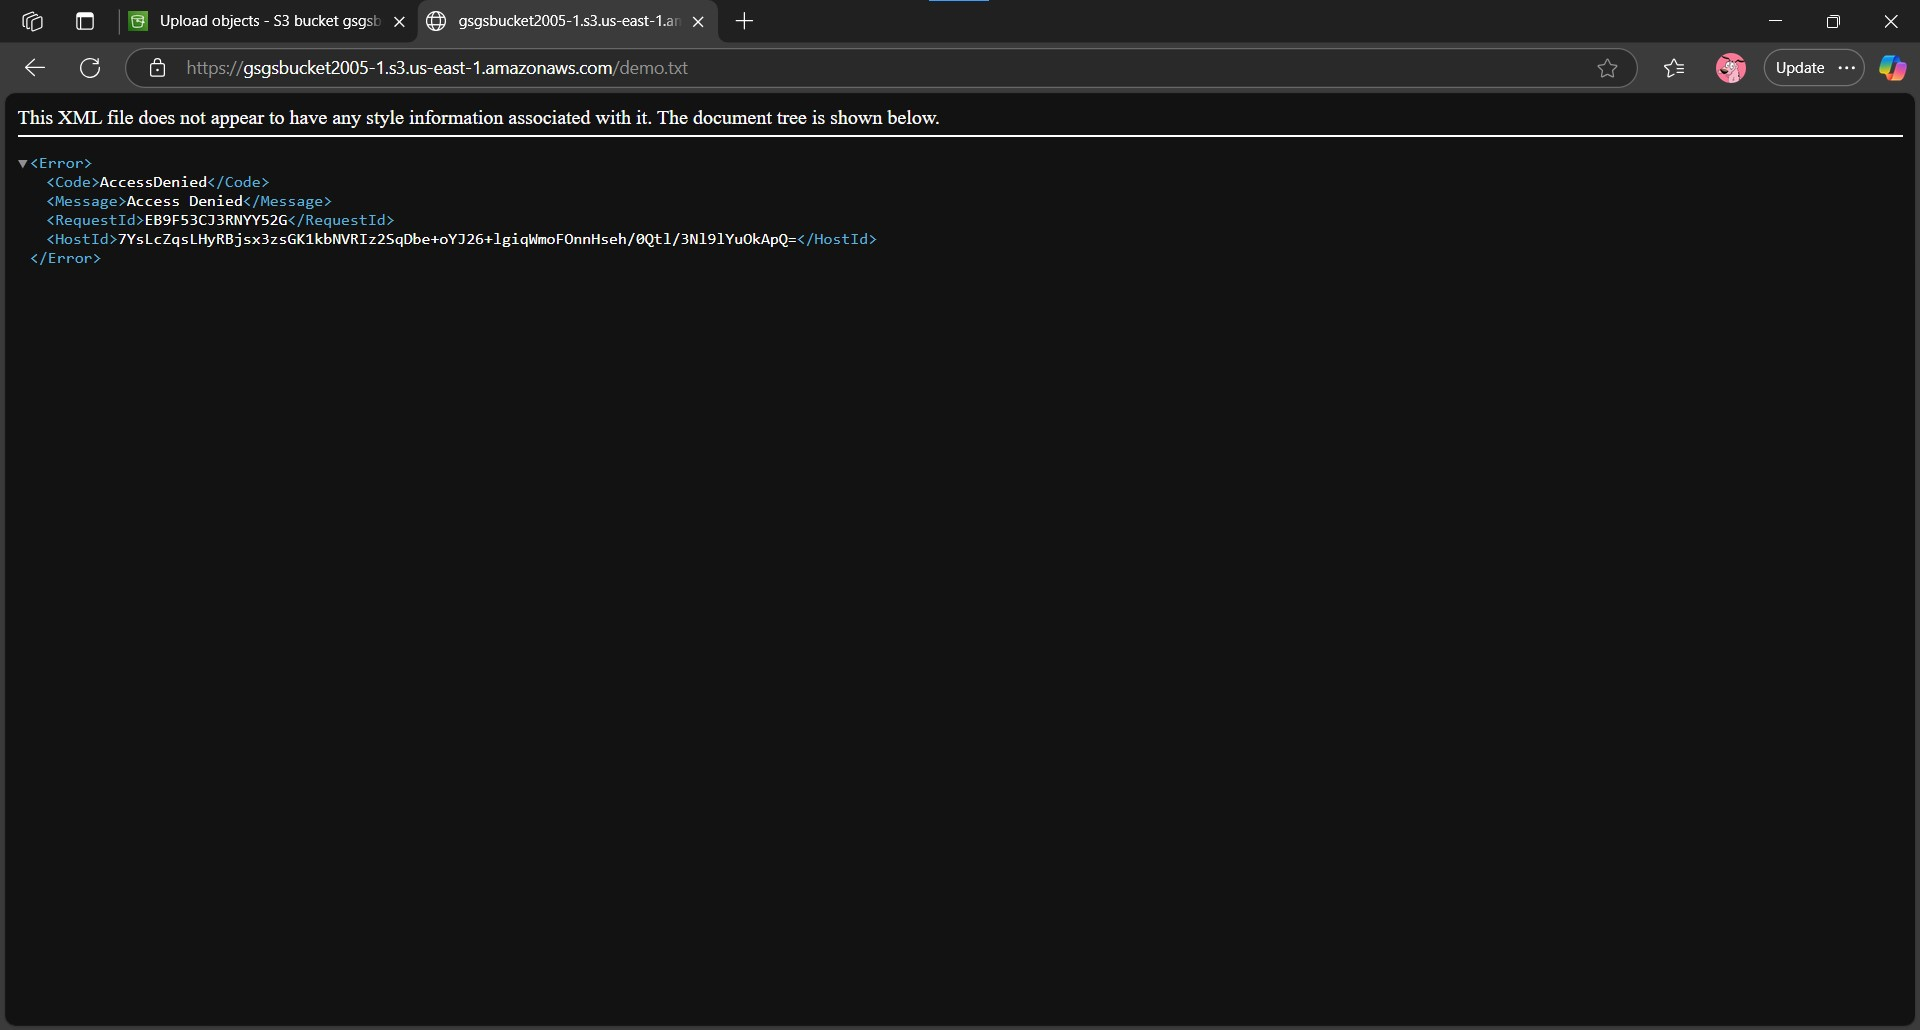 Upload objects - S3 bucket gsgsb
gsgsbucket2005-1.s3.us-east-1.am
https://gsgsbucket2005-1.s3.us-east-1.amazonaws.com/demo.txt
Update
This XML file does not appear to have any style information associated with it. The document tree is shown below.
<Error>
<Code>AccessDenied</Code>
<Message>Access Denied</Message>
<RequestId>EB9F53CJ3RNYY52G</RequestId>
<HostId>7YsLcZqsLHyRBjsx3zsGK1kbNVRIz2SqDbe+oYJ26+lgiqWmoFOnnHseh/0Qtl/3Nl9lYuOkApQ=</HostId>
</Error>